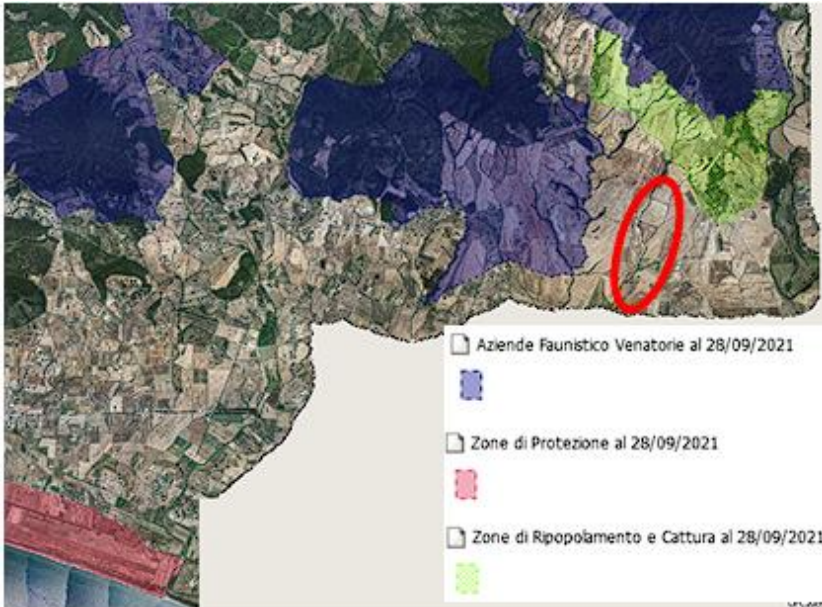 Aziende Faunistico Venatorie al 28/09/2021
Zone di Protezione al 28/09/2021
Zone di Ripopolamento e Cattura al 28/09/2021